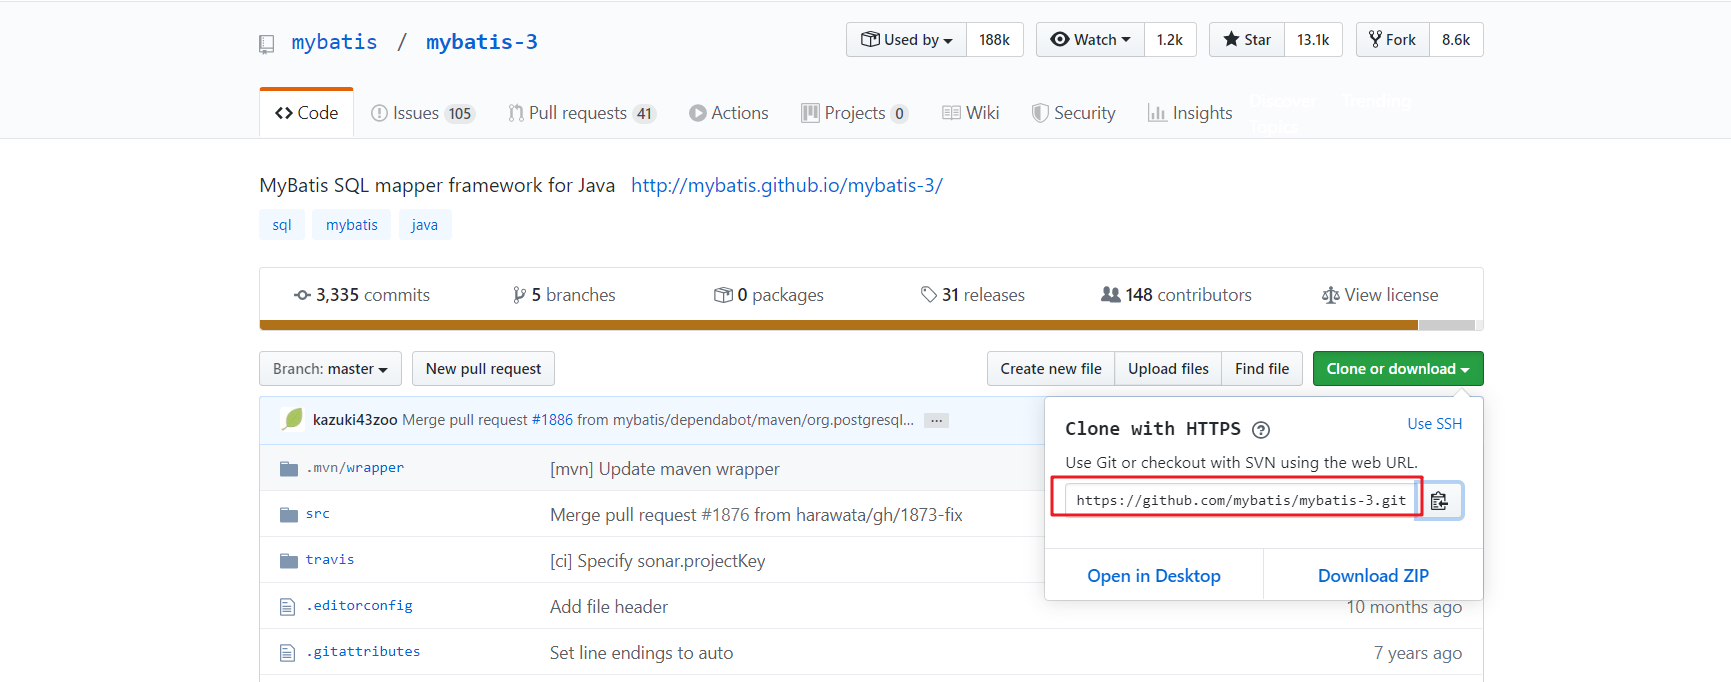 mybatis / mybatis-3
Used by 188k Watch 1.2k Star 13.1k Fork 8.6k
Code Issues 105 Pull requests 41 Actions Projects 0 Wiki Security Insights Discover Trending
Topics
MyBatis SQL mapper framework for Java http://mybatis.github.io/mybatis-3/
sql mybatis java
3,335 commits 5 branches 0 packages 31 releases 148 contributors View license
Branch: master New pull request Create new file Upload files Find file Clone or download
kazuki43zoo Merge pull request #1886 from mybatis/dependabot/maven/org.postgresql... ...
Clone with HTTPS Use SSH
Use Git or checkout with SVN using the web URL.
https://github.com/mybatis/mybatis-3.git
Open in Desktop Download ZIP
.mvn/wrapper [mvn] Update maven wrapper
src Merge pull request #1876 from harawata/gh/1873-fix
travis [ci] Specify sonar.projectKey
.editorconfig Add file header 10 months ago
.gitattributes Set line endings to auto 7 years ago